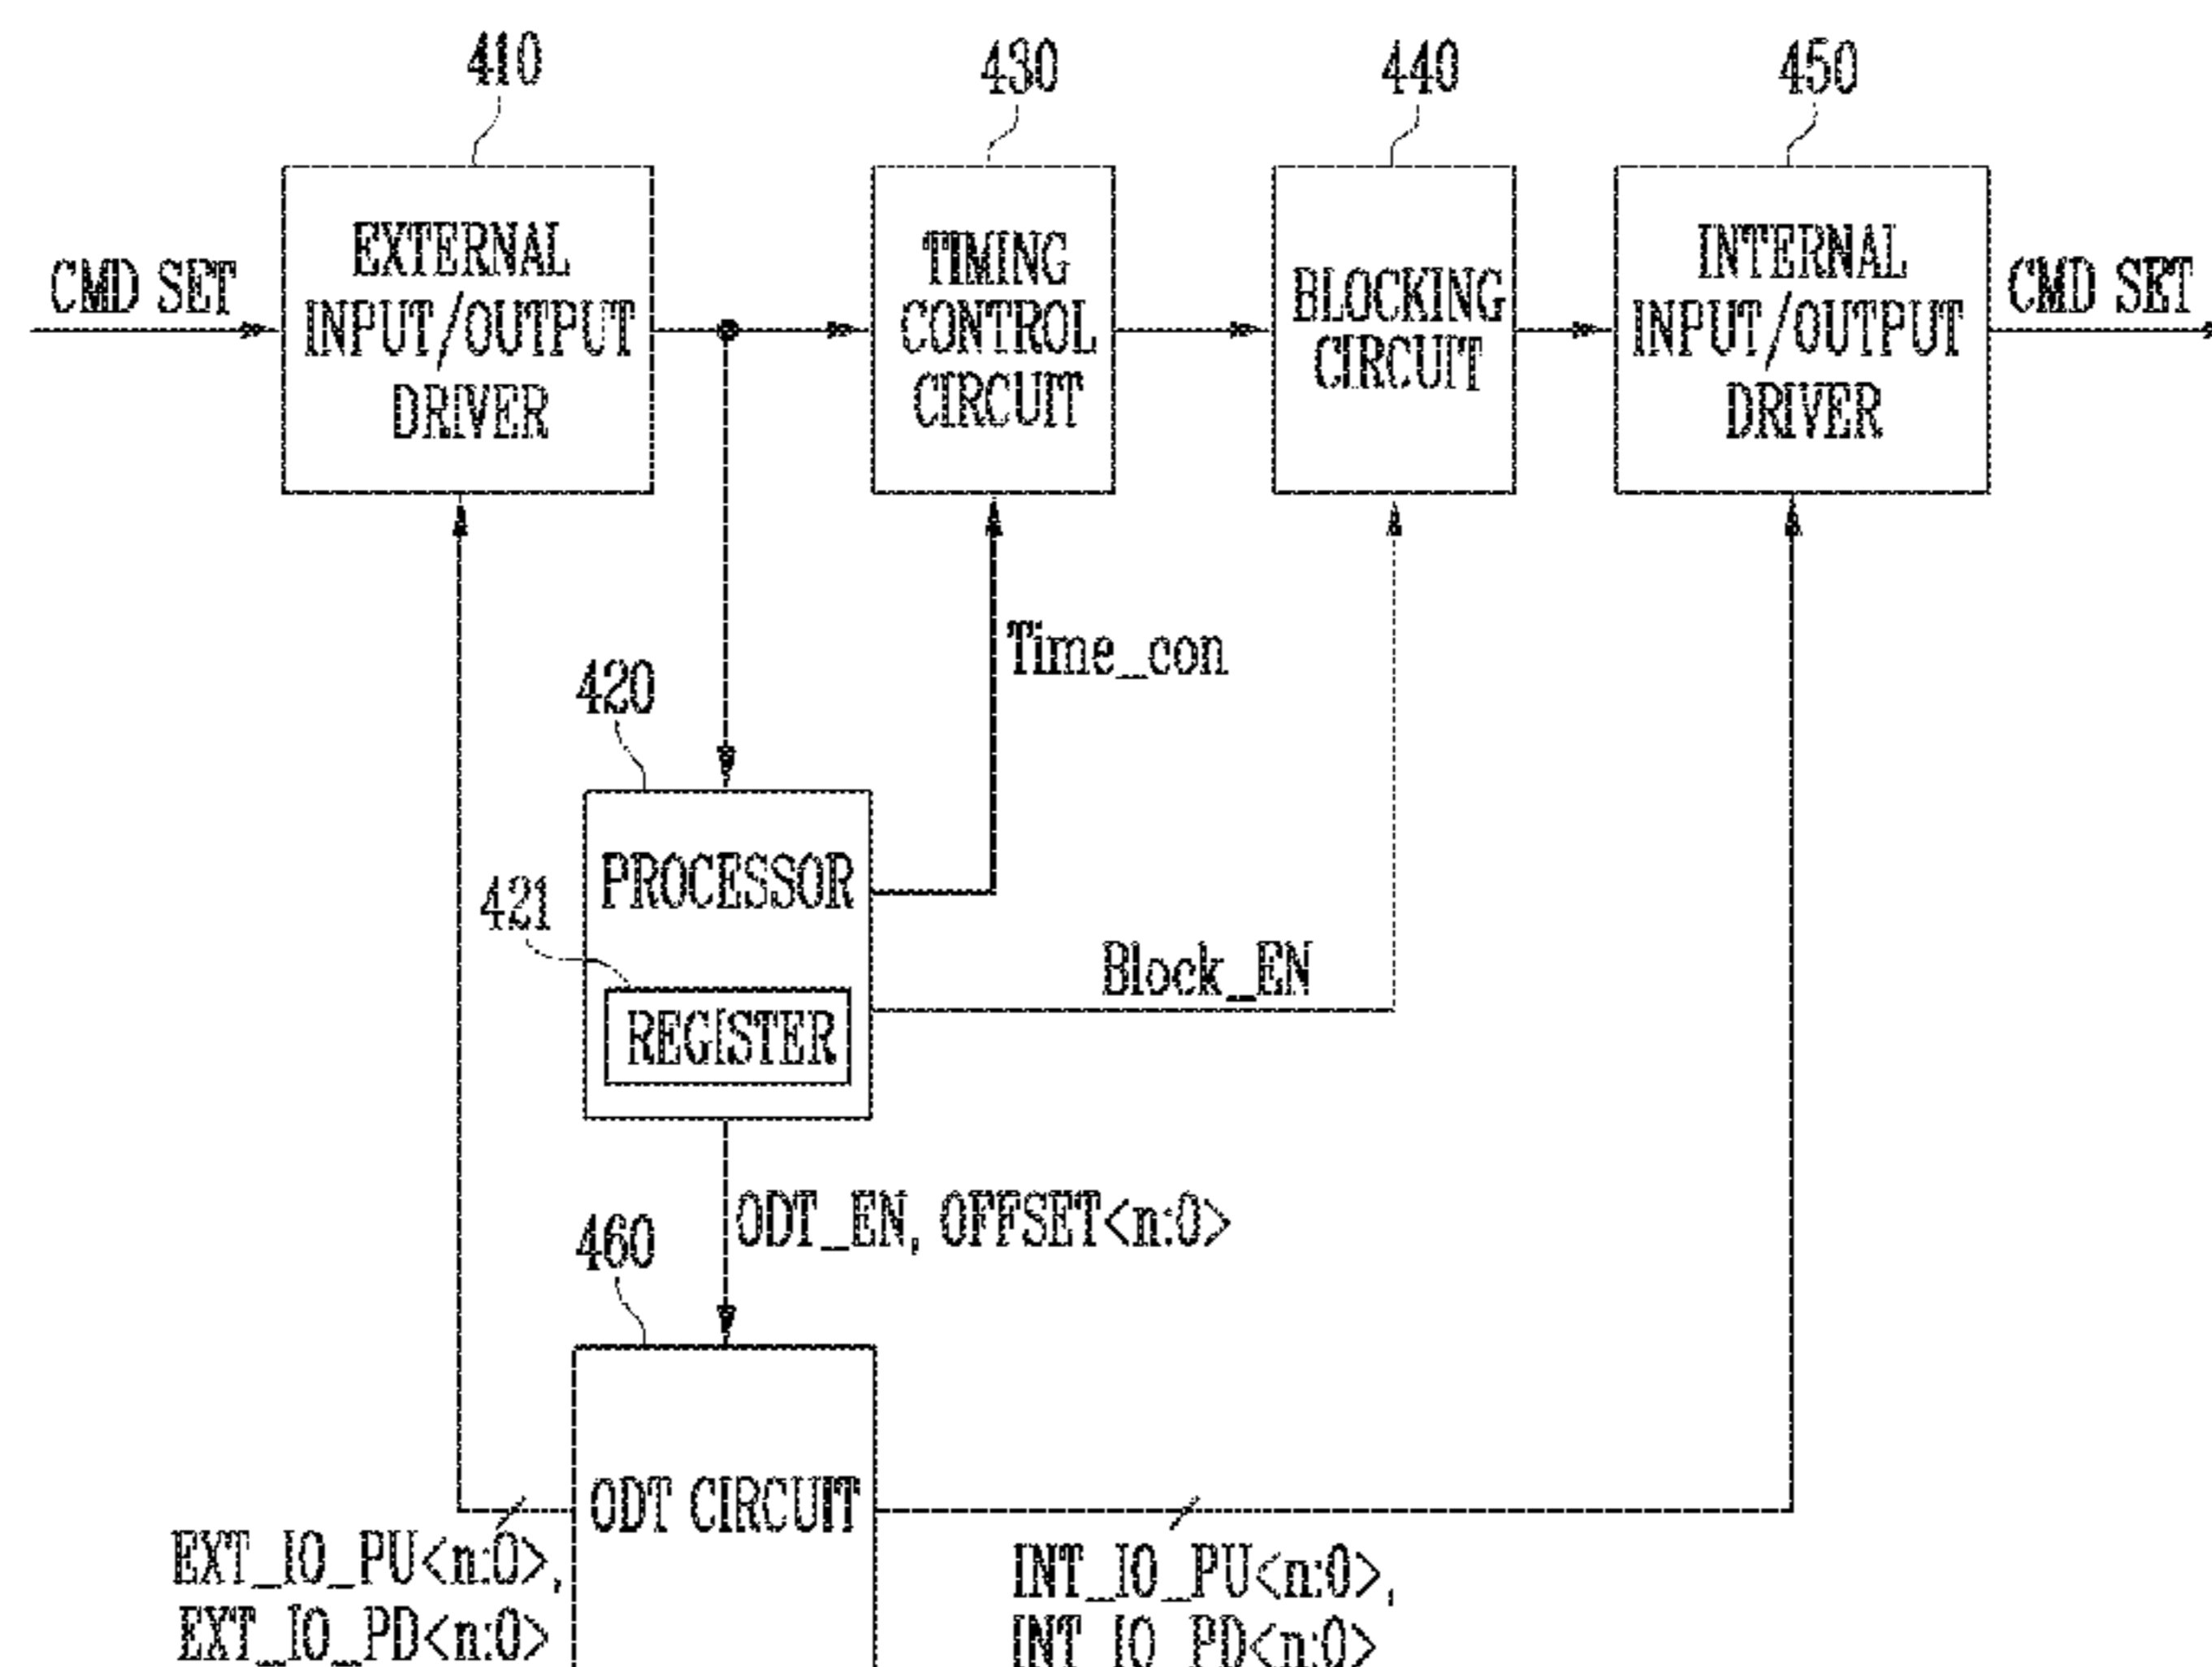 410
430
440
450
CMD SET
EXTERNAL
INPUT/OUTPUT
DRIVER
TIMING
CONTROL
CIRCUIT
BLOCKING
CIRCUIT
INTERNAL
INPUT/OUTPUT
DRIVER
CMD SET
Time_con
420
PROCESSOR
421
REGISTER
Block_EN
ODT_EN, OFFSET<n:0>
460
ODT CIRCUIT
EXT_IO_PU<n:0>,
EXT_IO_PD<n:0>
INT_IO_PU<n:0>,
INT_IO_PD<n:0>